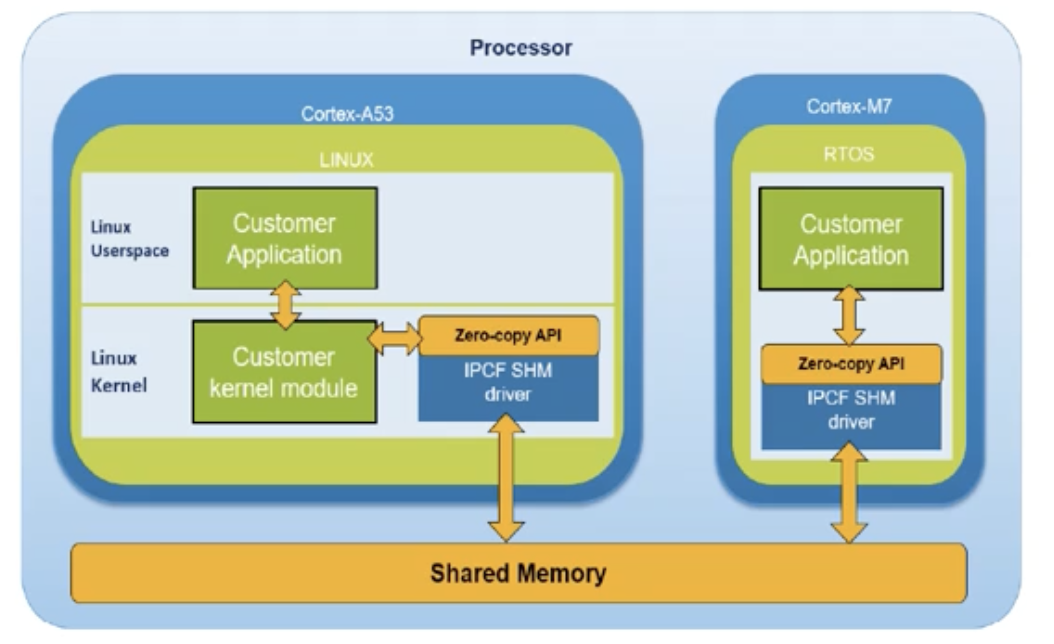 Processor
Cortex-A53
LINUX
Linux
Userspace
Customer
Application
Linux
Kernel
Customer
kernel module
Zero-copy API
IPCF SHM
driver
Cortex-M7
RTOS
Customer
Application
Zero-copy API
IPCF SHM
driver
Shared Memory